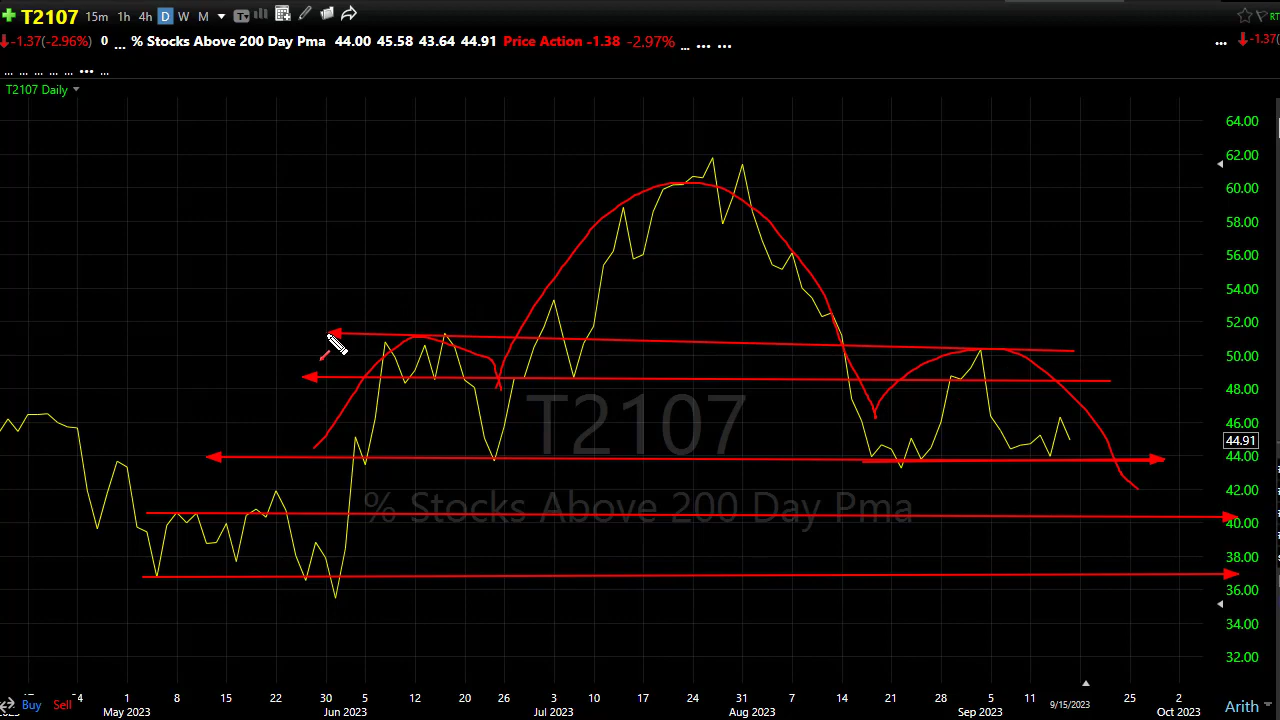 T2107 15m 1h 4h D W M
-1.37(-2.96%) 0 ... % Stocks Above 200 Day Pma 44.00 45.58 43.64 44.91 Price Action -1.38 -2.97% ... ... ... ... -1.37(
... ... ... ... ... ... ...
T2107 Daily
64.00
62.00
60.00
58.00
56.00
54.00
52.00
50.00
48.00
46.00
44.91
44.00
42.00
40.00
38.00
36.00
34.00
32.00
T2107
% Stocks Above 200 Day Pma
1 8 15 22 30 5 12 20 26 3 10 17 24 31 7 14 21 28 5 11 25 2
May 2023 Jun 2023 Jul 2023 Aug 2023 Sep 2023 9/15/2023 Oct 2023
Buy Sell Arith